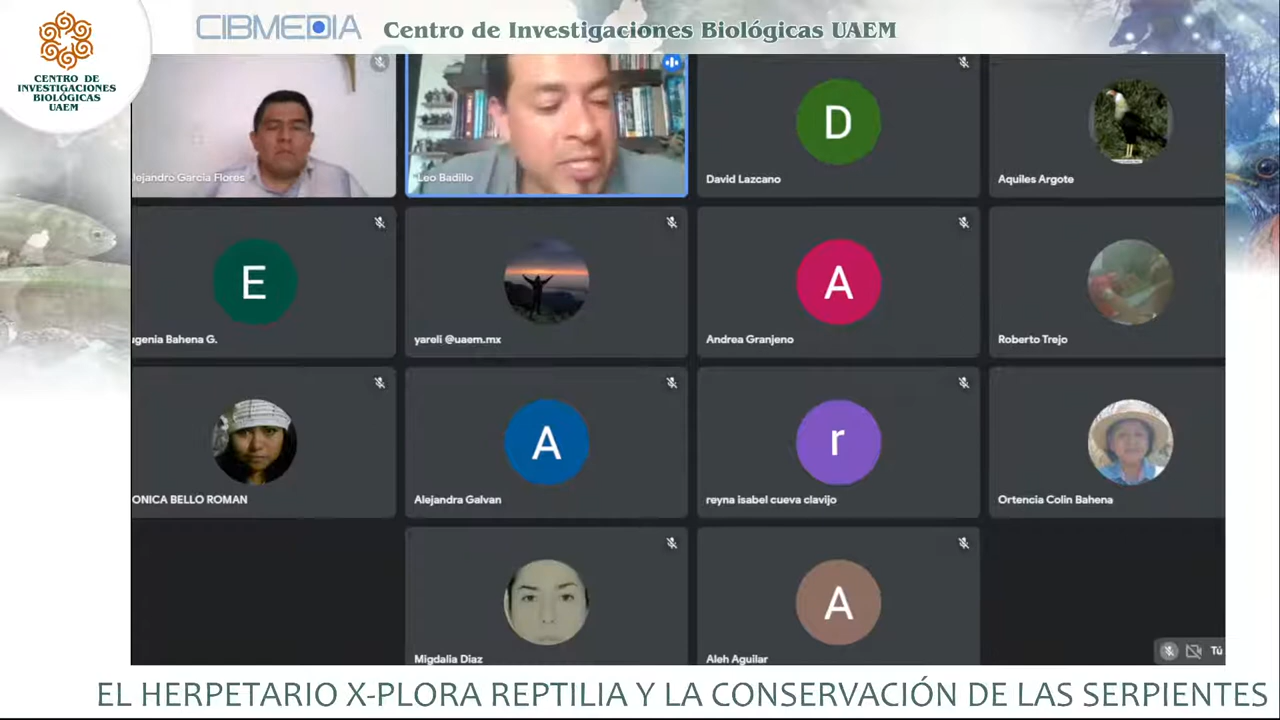 CENTRO DE
INVESTIGACIONES
BIOLÓGICAS
UAEM
CIBMEDIA
Centro de Investigaciones Biológicas UAEM
lejandro García Flores
Leo Badillo
D
David Lazcano
Aquiles Argote
E
ugenia Bahena G.
yareli @uaem.mx
A
Andrea Granjeno
Roberto Trejo
ONICA BELLO ROMAN
A
Alejandra Galvan
r
reyna isabel cueva clavijo
Ortencia Colin Bahena
Migdalia Díaz
A
Aleh Aguilar
Tú
EL HERPETARIO X-PLORA REPTILIA Y LA CONSERVACIÓN DE LAS SERPIENTES